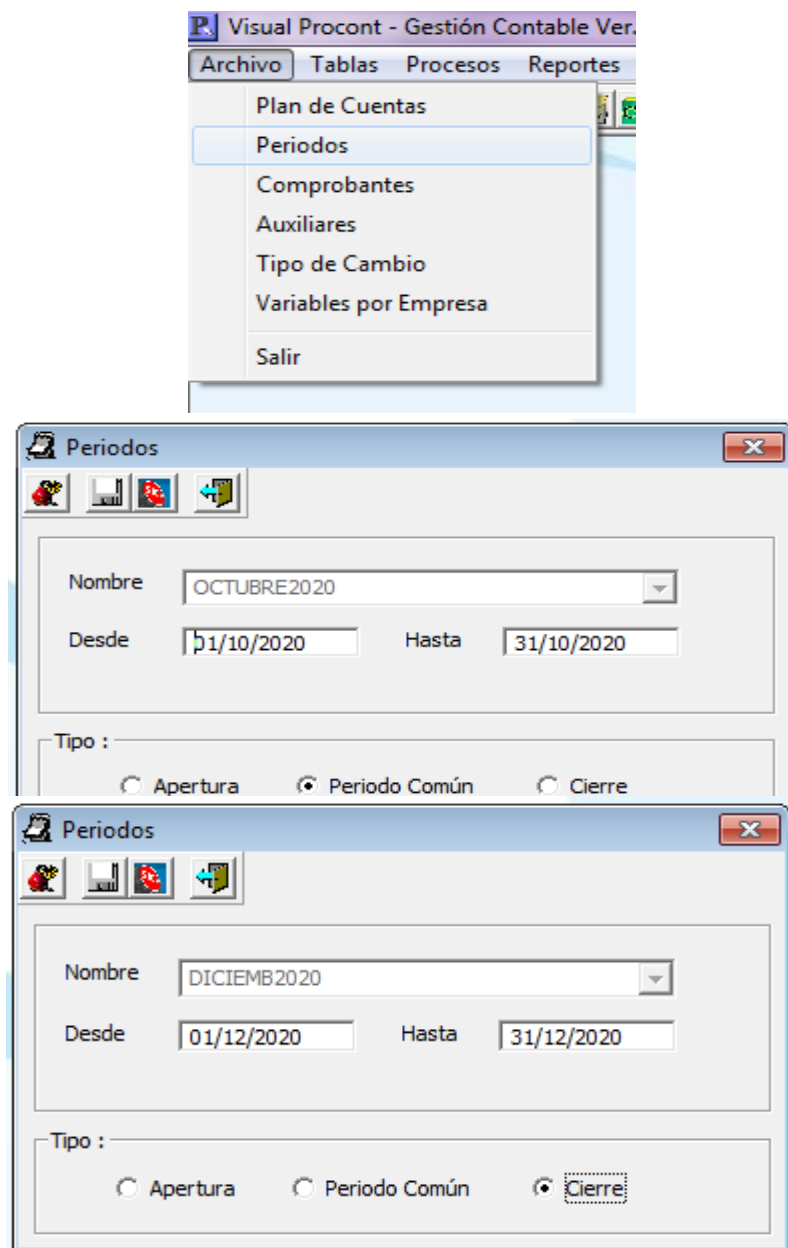 Visual Procont - Gestión Contable Ver.
Archivo Tablas Procesos Reportes
Plan de Cuentas
Periodos
Comprobantes
Auxiliares
Tipo de Cambio
Variables por Empresa
Salir
Periodos
Nombre OCTUBRE2020
Desde 01/10/2020 Hasta 31/10/2020
Tipo :
Apertura Periodo Común Cierre
Periodos
Nombre DICIEMB2020
Desde 01/12/2020 Hasta 31/12/2020
Tipo :
Apertura Periodo Común Cierre